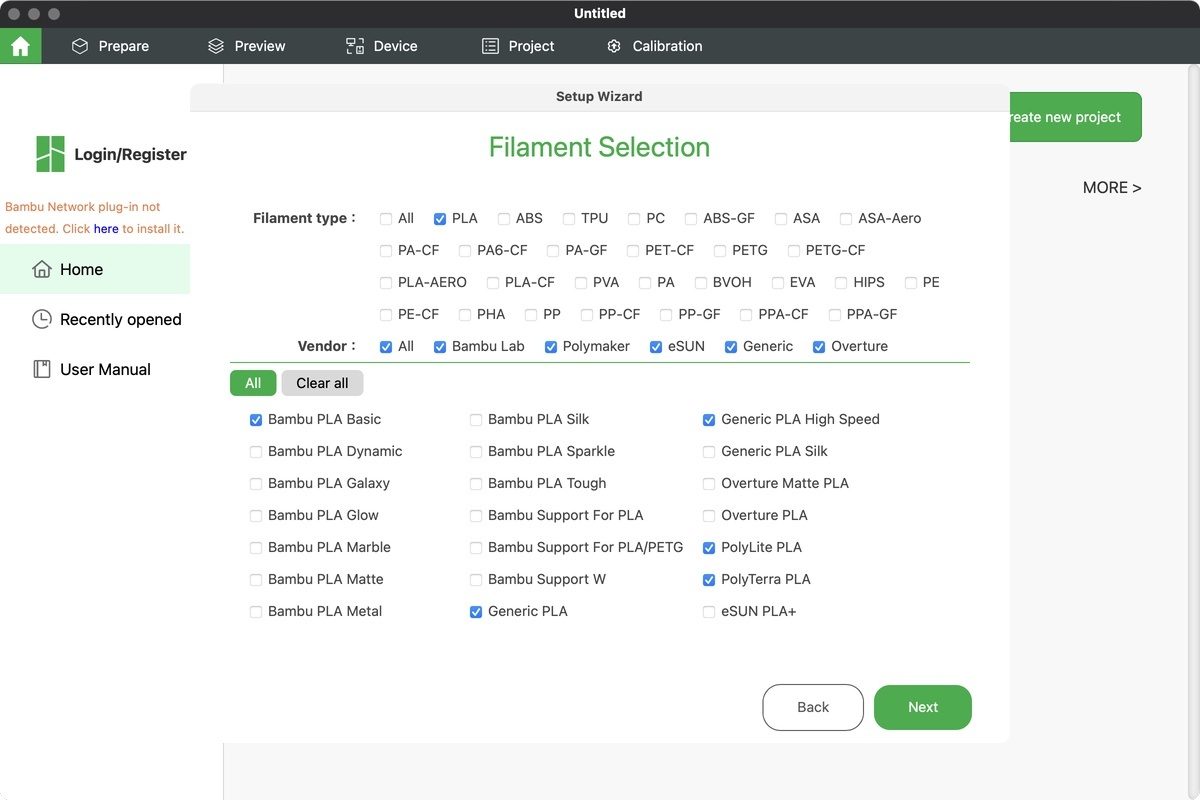 Untitled
Prepare Preview Device Project Calibration
Setup Wizard
reate new project
Filament Selection
Login/Register
MORE >
Bambu Network plug-in not
detected. Click here to install it.
Home
Recently opened
User Manual
Filament type : All PLA ABS TPU PC ABS-GF ASA ASA-Aero
PA-CF PA6-CF PA-GF PET-CF PETG PETG-CF
PLA-AERO PLA-CF PVA PA BVOH EVA HIPS PE
PE-CF PHA PP PP-CF PP-GF PPA-CF PPA-GF
Vendor : All Bambu Lab Polymaker eSUN Generic Overture
All Clear all
Bambu PLA Basic Bambu PLA Silk Generic PLA High Speed
Bambu PLA Dynamic Bambu PLA Sparkle Generic PLA Silk
Bambu PLA Galaxy Bambu PLA Tough Overture Matte PLA
Bambu PLA Glow Bambu Support For PLA Overture PLA
Bambu PLA Marble Bambu Support For PLA/PETG PolyLite PLA
Bambu PLA Matte Bambu Support W PolyTerra PLA
Bambu PLA Metal Generic PLA eSUN PLA+
Back Next